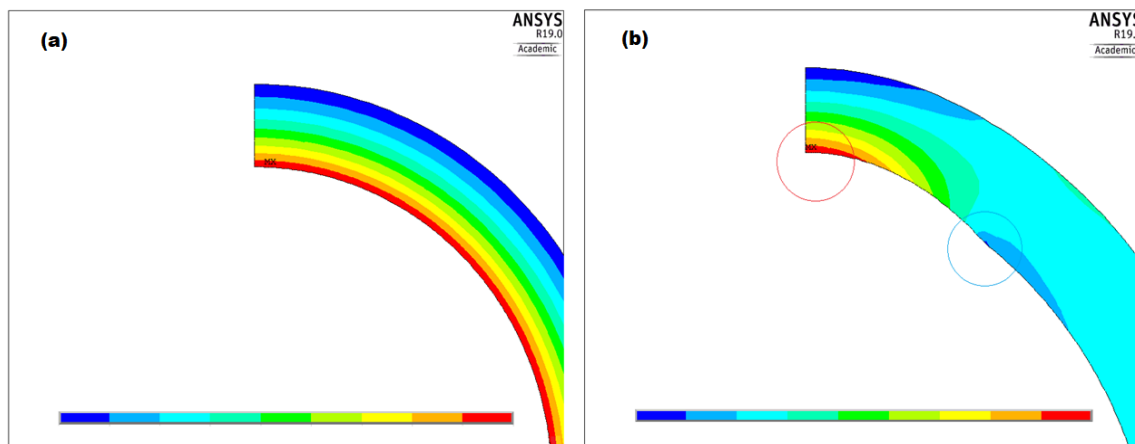 (a)
ANSYS
R19.0
Academic
MX
(b)
ANSYS
R19.
Academic
MX